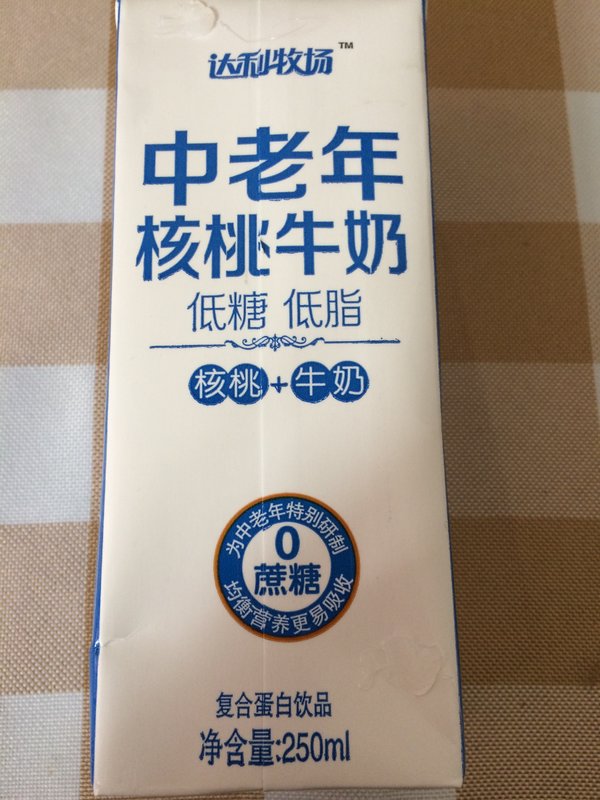 达利牧场™
中老年
核桃牛奶
低糖 低脂
核桃+牛奶
为中老年特别研制
0
蔗糖
均衡营养更易吸收
复合蛋白饮品
净含量:250ml